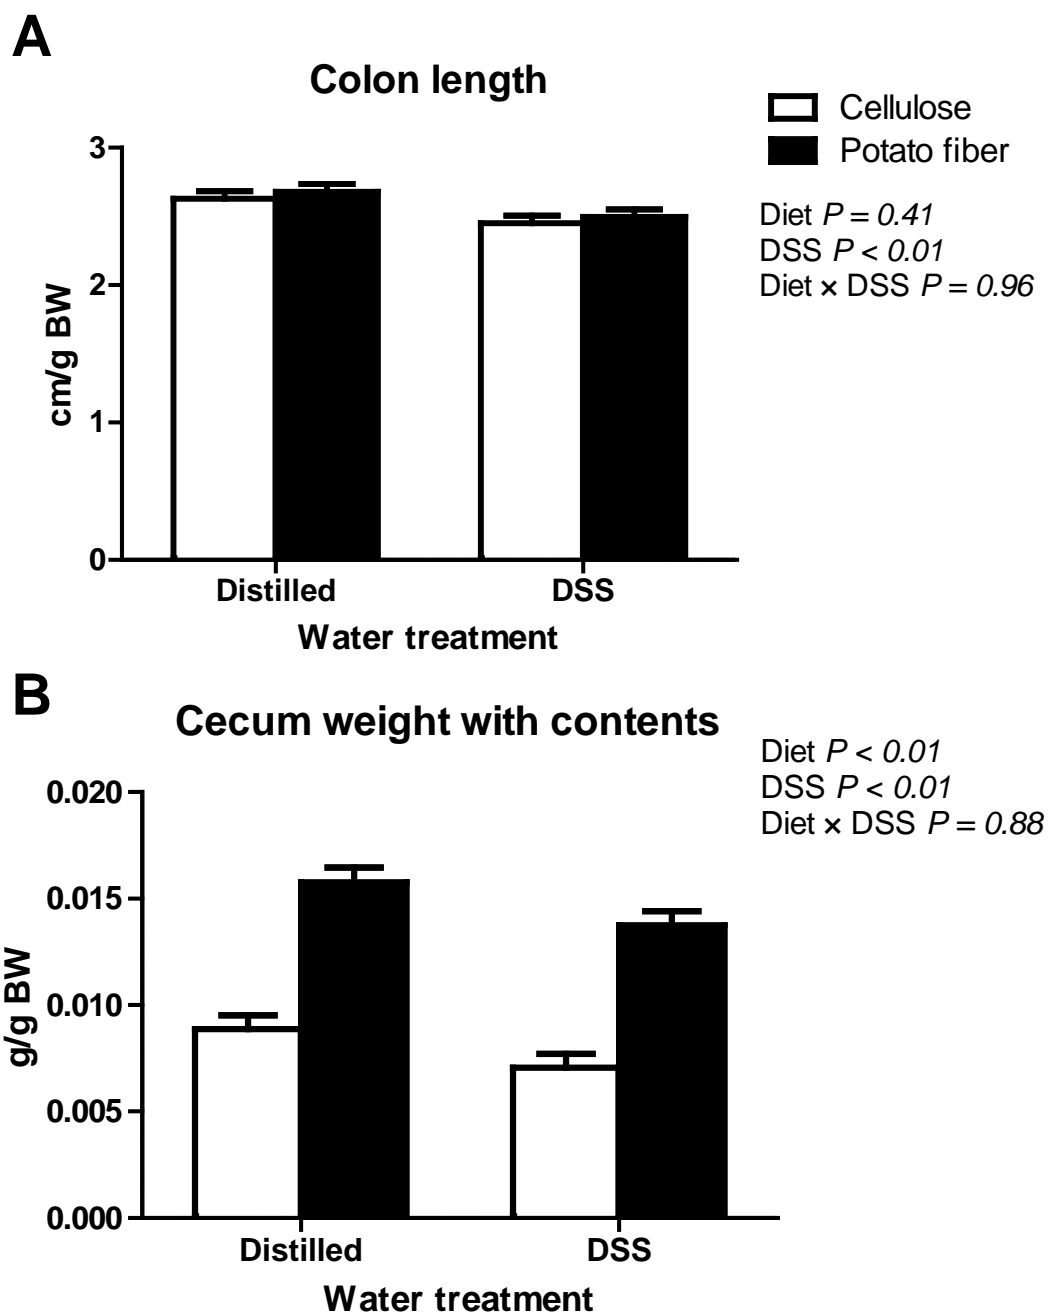 A
Colon length
Cellulose
Potato fiber
Diet P = 0.41
DSS P < 0.01
Diet × DSS P = 0.96
3
2
1
0
cm/g BW
Distilled
DSS
Water treatment
B
Cecum weight with contents
Diet P < 0.01
DSS P < 0.01
Diet × DSS P = 0.88
0.020
0.015
0.010
0.005
0.000
g/g BW
Distilled
DSS
Water treatment